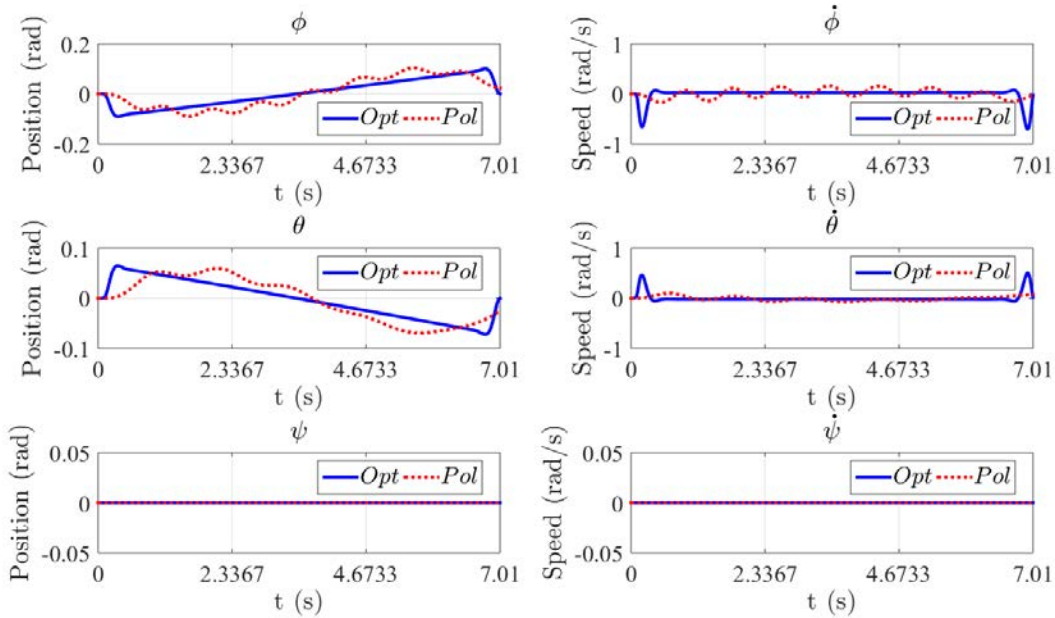 ϕ
Position (rad)
0.2
0
-0.2
Opt Pol
0 2.3367 4.6733 7.01
t (s)
ϕ̇
Speed (rad/s)
1
0
-1
Opt Pol
0 2.3367 4.6733 7.01
t (s)
θ
Position (rad)
0.1
0
-0.1
Opt Pol
0 2.3367 4.6733 7.01
t (s)
θ̇
Speed (rad/s)
1
0
-1
Opt Pol
0 2.3367 4.6733 7.01
t (s)
ψ
Position (rad)
0.05
0
-0.05
Opt Pol
0 2.3367 4.6733 7.01
t (s)
ψ̇
Speed (rad/s)
0.05
0
-0.05
Opt Pol
0 2.3367 4.6733 7.01
t (s)